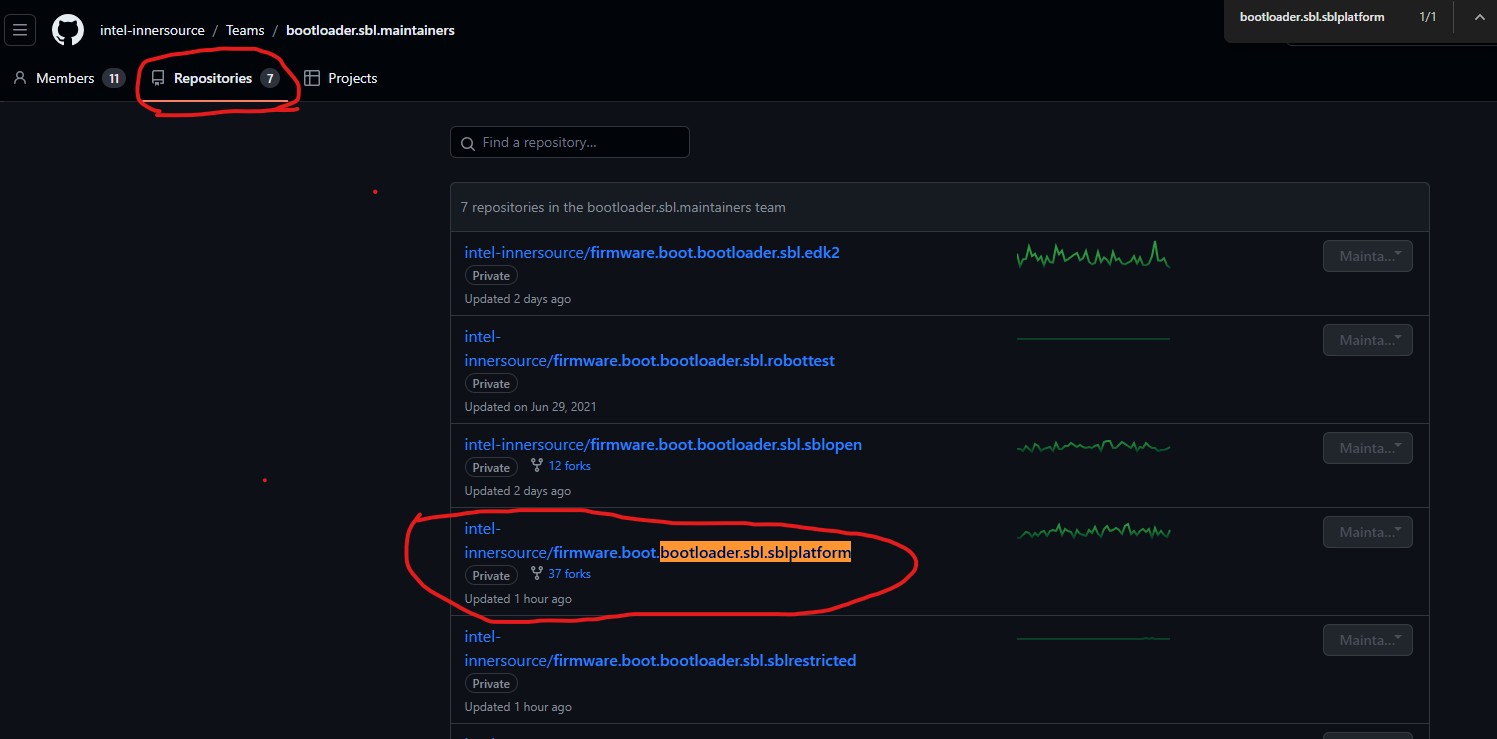 intel-innersource / Teams / bootloader.sbl.maintainers
bootloader.sbl.sblplatform 1/1
Members 11 Repositories 7 Projects
Find a repository...
7 repositories in the bootloader.sbl.maintainers team
intel-innersource/firmware.boot.bootloader.sbl.edk2
Mainta...
Private
Updated 2 days ago
intel-
innersource/firmware.boot.bootloader.sbl.robottest
Mainta...
Private
Updated on Jun 29, 2021
intel-innersource/firmware.boot.bootloader.sbl.sblopen
Mainta...
Private 12 forks
Updated 2 days ago
intel-
innersource/firmware.boot.bootloader.sbl.sblplatform
Mainta...
Private 37 forks
Updated 1 hour ago
intel-
innersource/firmware.boot.bootloader.sbl.sblrestricted
Mainta...
Private
Updated 1 hour ago